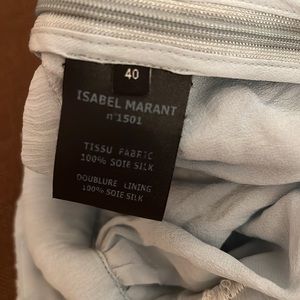 40
ISABEL MARANT
n°1501
TISSU FABRIC
100% SOIE SILK
DOUBLURE LINING
100% SOIE SILK